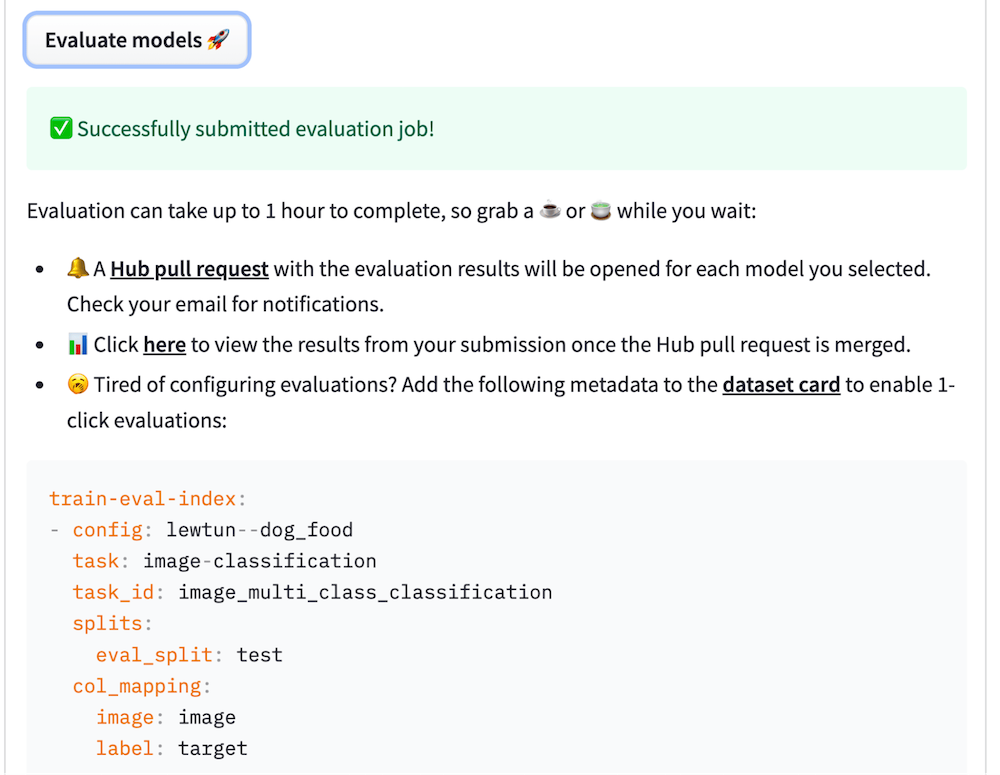 Evaluate models 🚀
✅ Successfully submitted evaluation job!
Evaluation can take up to 1 hour to complete, so grab a ☕ or 🍵 while you wait:
• 🔔 A Hub pull request with the evaluation results will be opened for each model you selected.
Check your email for notifications.
• 📊 Click here to view the results from your submission once the Hub pull request is merged.
• 🥱 Tired of configuring evaluations? Add the following metadata to the dataset card to enable 1-
click evaluations:
train-eval-index:
- config: lewtun--dog_food
  task: image-classification
  task_id: image_multi_class_classification
  splits:
    eval_split: test
  col_mapping:
    image: image
    label: target